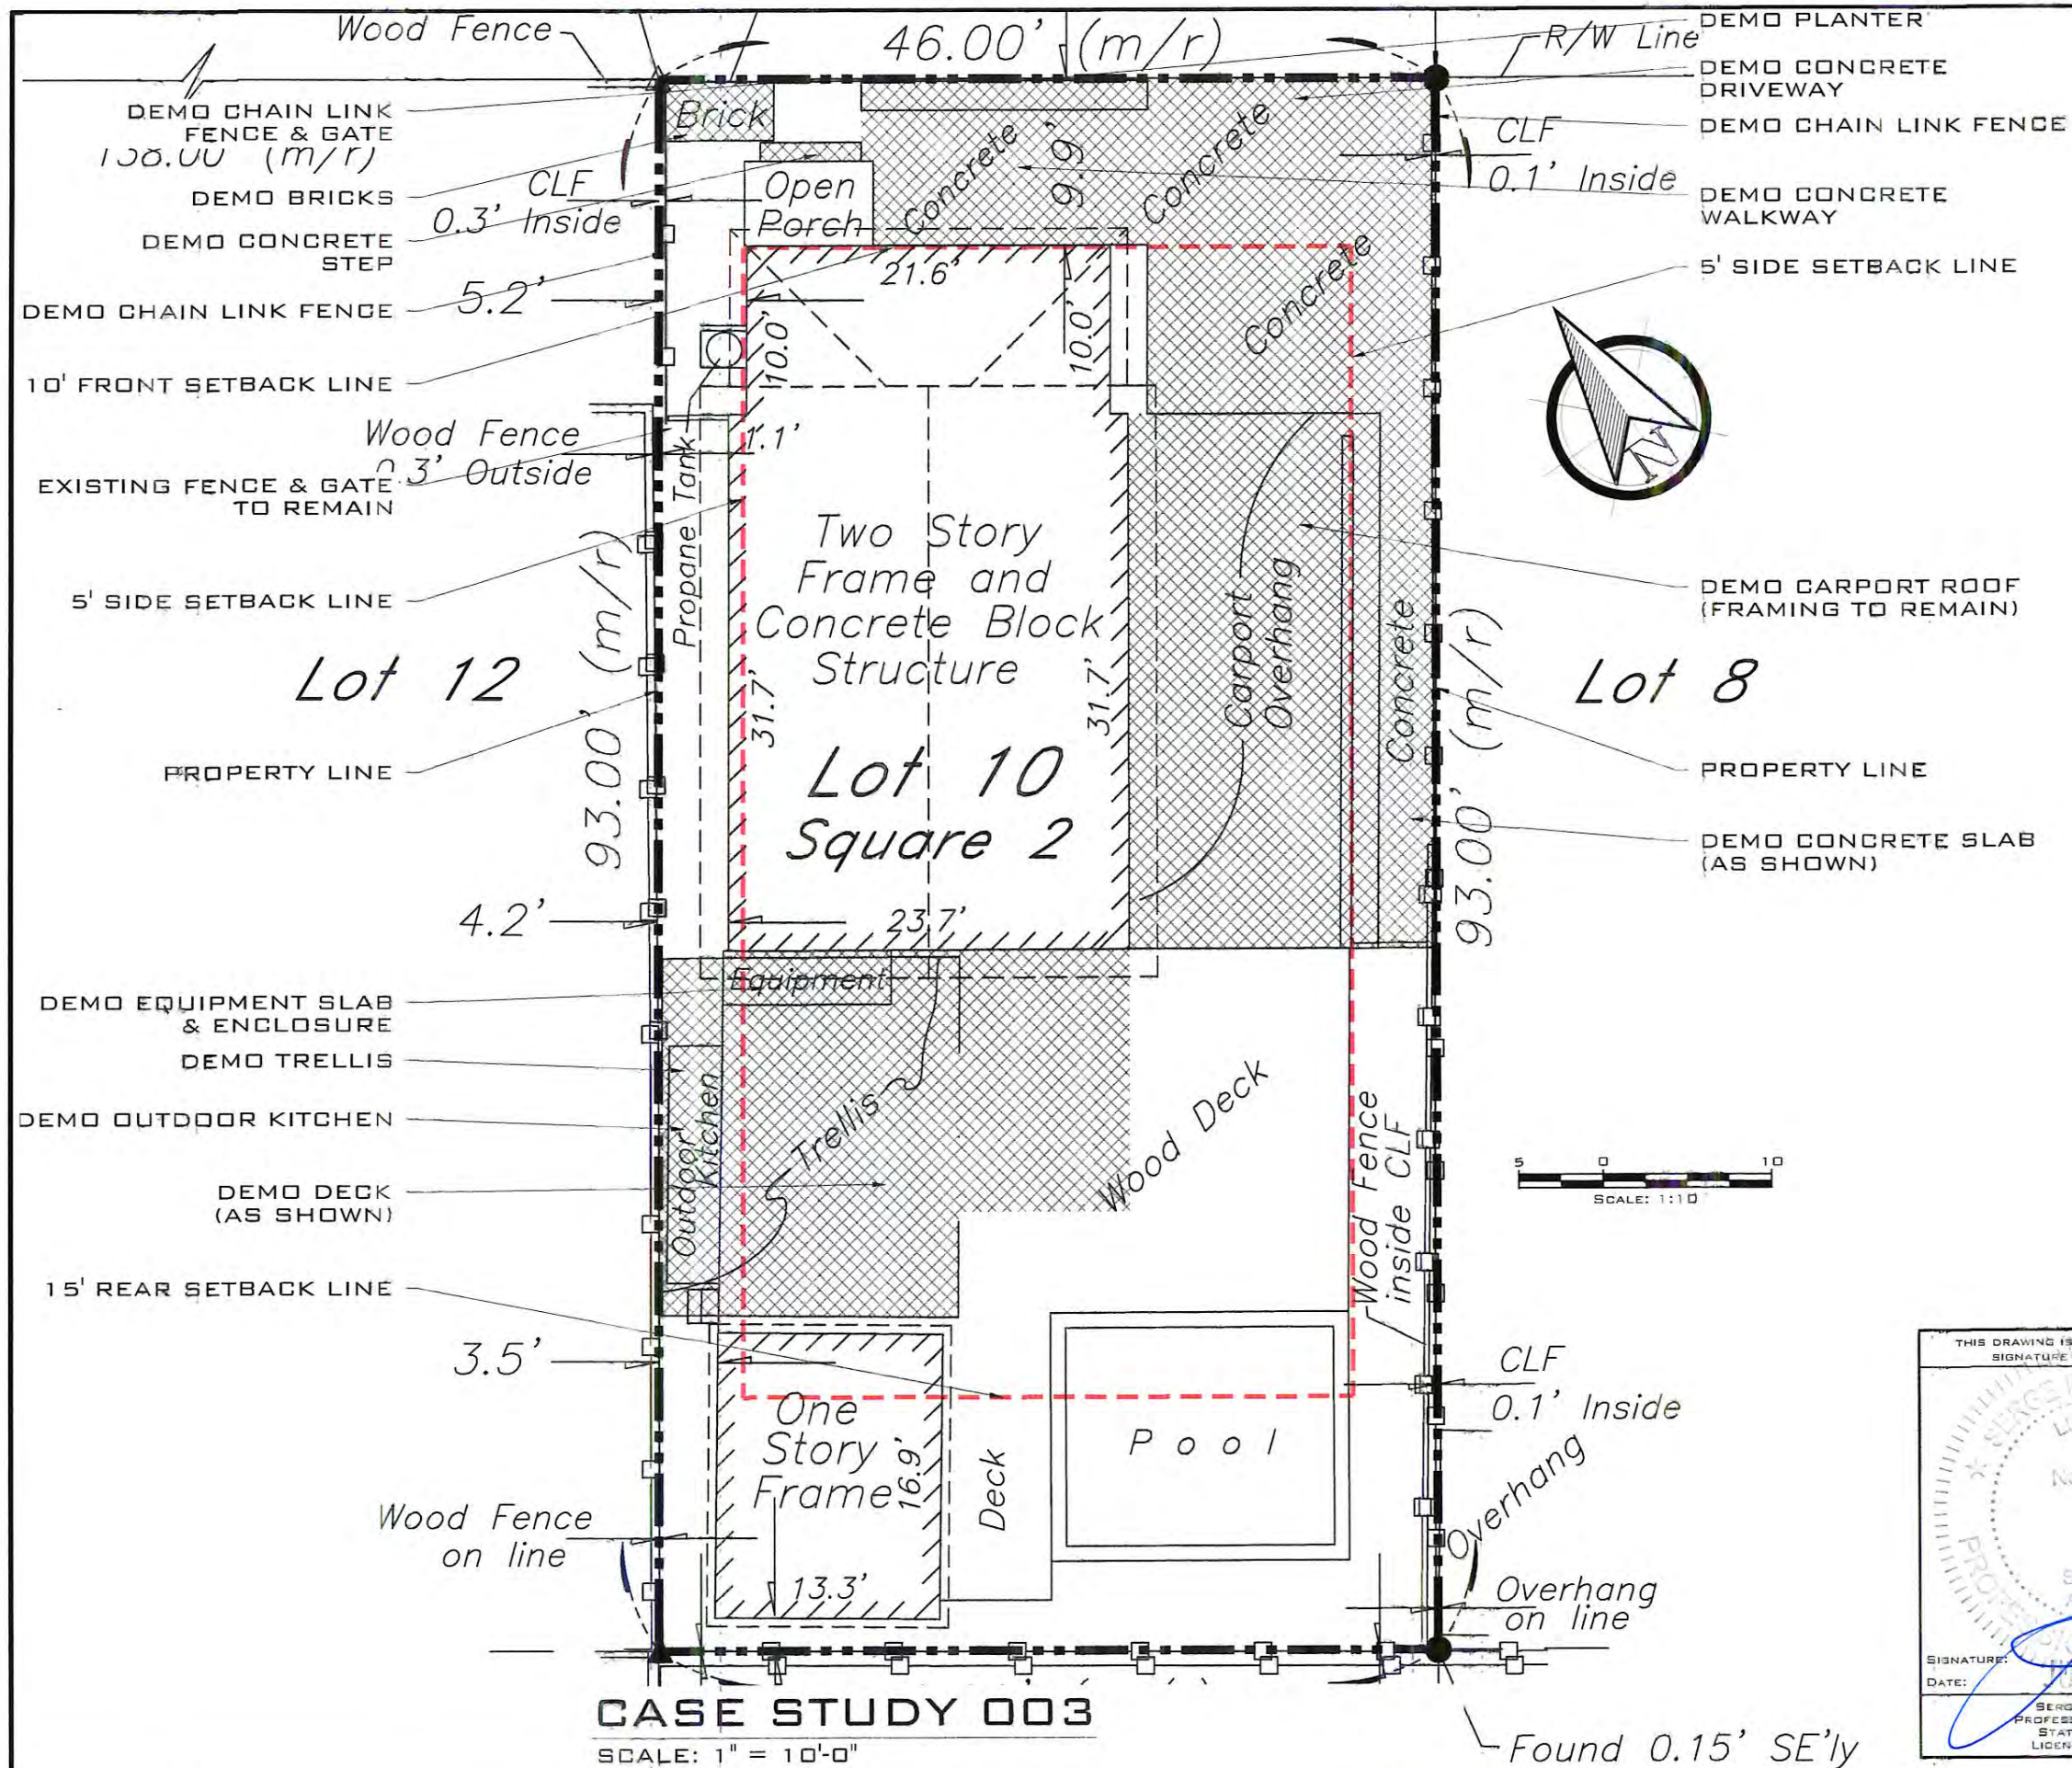 Wood Fence
46.00' (m/r)
R/W Line
DEMO PLANTER
DEMO CONCRETE
DRIVEWAY
DEMO CHAIN LINK FENCE
DEMO CHAIN LINK
FENCE & GATE
(m/r)
DEMO BRICKS
CLF
0.3' Inside
DEMO CONCRETE
STEP
DEMO CHAIN LINK FENCE
5.2'
10' FRONT SETBACK LINE
Brick
Open
Porch
Concrete
9.9'
Concrete
Concrete
CLF
0.1' Inside
DEMO CONCRETE
WALKWAY
5' SIDE SETBACK LINE
21.6'
10.0'
10.0'
N
Wood Fence
.3' Outside
1.1'
EXISTING FENCE & GATE
TO REMAIN
Propane Tank
5' SIDE SETBACK LINE
Two Story
Frame and
Concrete Block
Structure
Carport
Overhang
Concrete
DEMO CARPORT ROOF
(FRAMING TO REMAIN)
Lot 12
93.00' (m/r)
31.7'
31.7'
93.00' (m/r)
Lot 8
PROPERTY LINE
Lot 10
Square 2
PROPERTY LINE
DEMO CONCRETE SLAB
(AS SHOWN)
4.2'
23.7'
DEMO EQUIPMENT SLAB
& ENCLOSURE
Equipment
DEMO TRELLIS
DEMO OUTDOOR KITCHEN
Outdoor
Kitchen
Trellis
Wood Deck
Wood Fence
inside CLF
DEMO DECK
(AS SHOWN)
5 0 10
SCALE: 1:10
15' REAR SETBACK LINE
3.5'
CLF
0.1' Inside
One
Story
Frame
16.9'
13.3'
Deck
Pool
Overhang
Wood Fence
on line
Overhang
on line
THIS DRAWING IS
SIGNATURE
SIGNATURE:
DATE:
CASE STUDY 003
SCALE: 1" = 10'-0"
Found 0.15' SE'ly